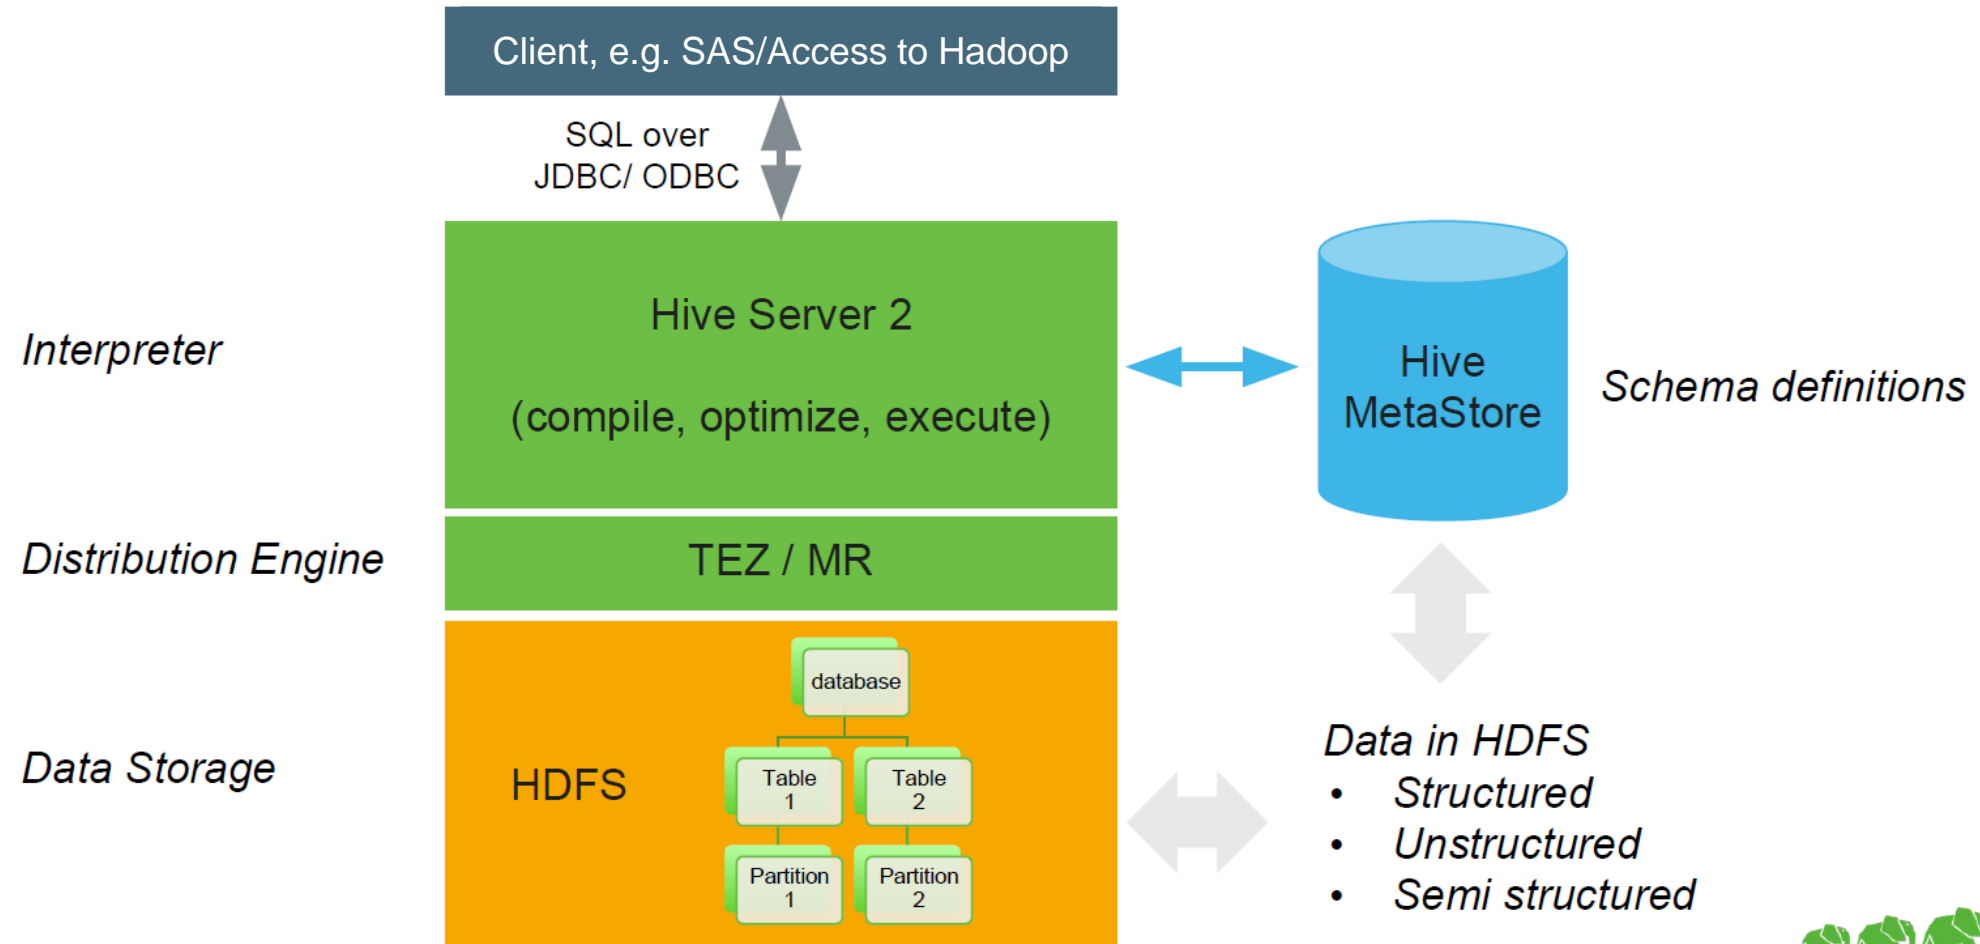 Client, e.g. SAS/Access to Hadoop
SQL over
JDBC/ ODBC
Interpreter
Hive Server 2
(compile, optimize, execute)
Hive
MetaStore
Schema definitions
Distribution Engine
TEZ / MR
Data Storage
HDFS
database
Table
1
Table
2
Partition
1
Partition
2
Data in HDFS
• Structured
• Unstructured
• Semi structured